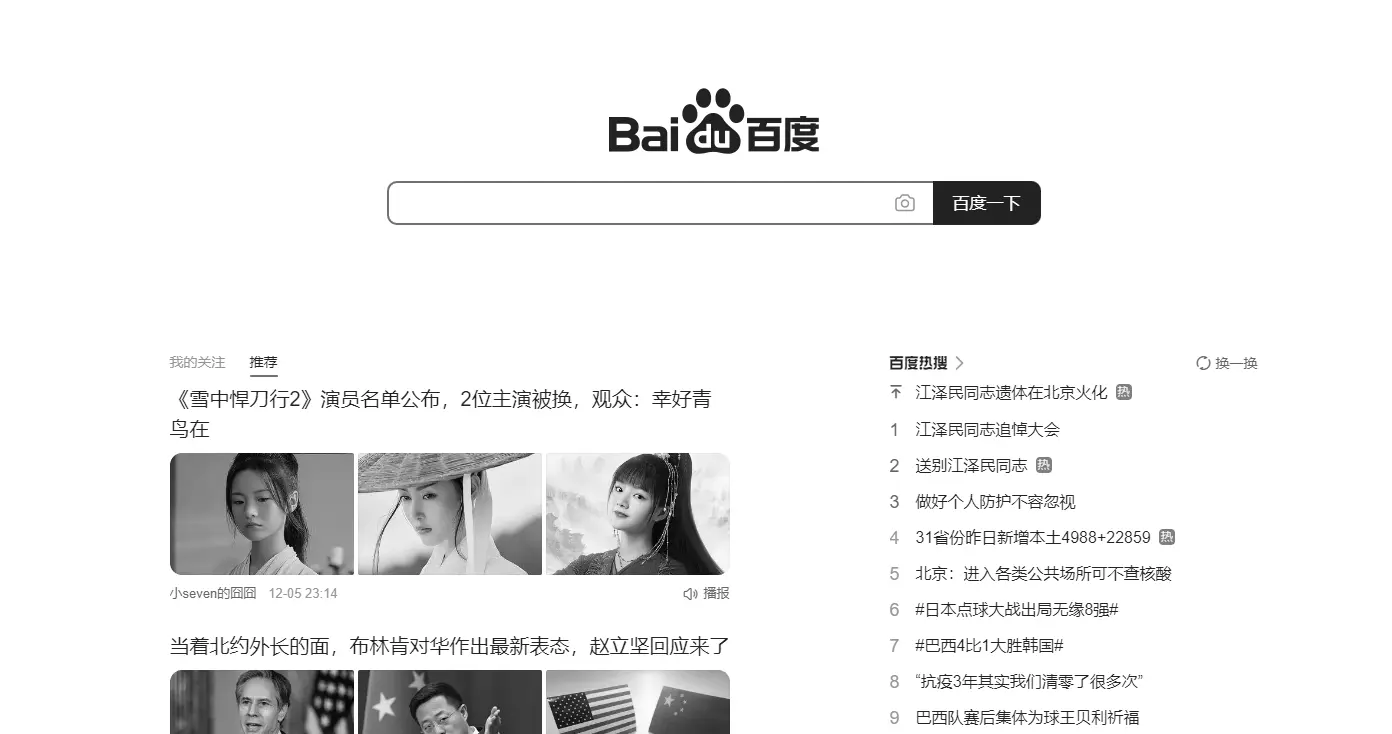 Bai du 百度
百度一下
我的关注 推荐
《雪中悍刀行2》演员名单公布，2位主演被换，观众：幸好青
鸟在
小seven的囧囧 12-05 23:14 播报
当着北约外长的面，布林肯对华作出最新表态，赵立坚回应来了
百度热搜 换一换
江泽民同志遗体在北京火化 热
1 江泽民同志追悼大会
2 送别江泽民同志 热
3 做好个人防护不容忽视
4 31省份昨日新增本土4988+22859 热
5 北京：进入各类公共场所可不查核酸
6 #日本点球大战出局无缘8强#
7 #巴西4比1大胜韩国#
8 “抗疫3年其实我们清零了很多次”
9 巴西队赛后集体为球王贝利祈福